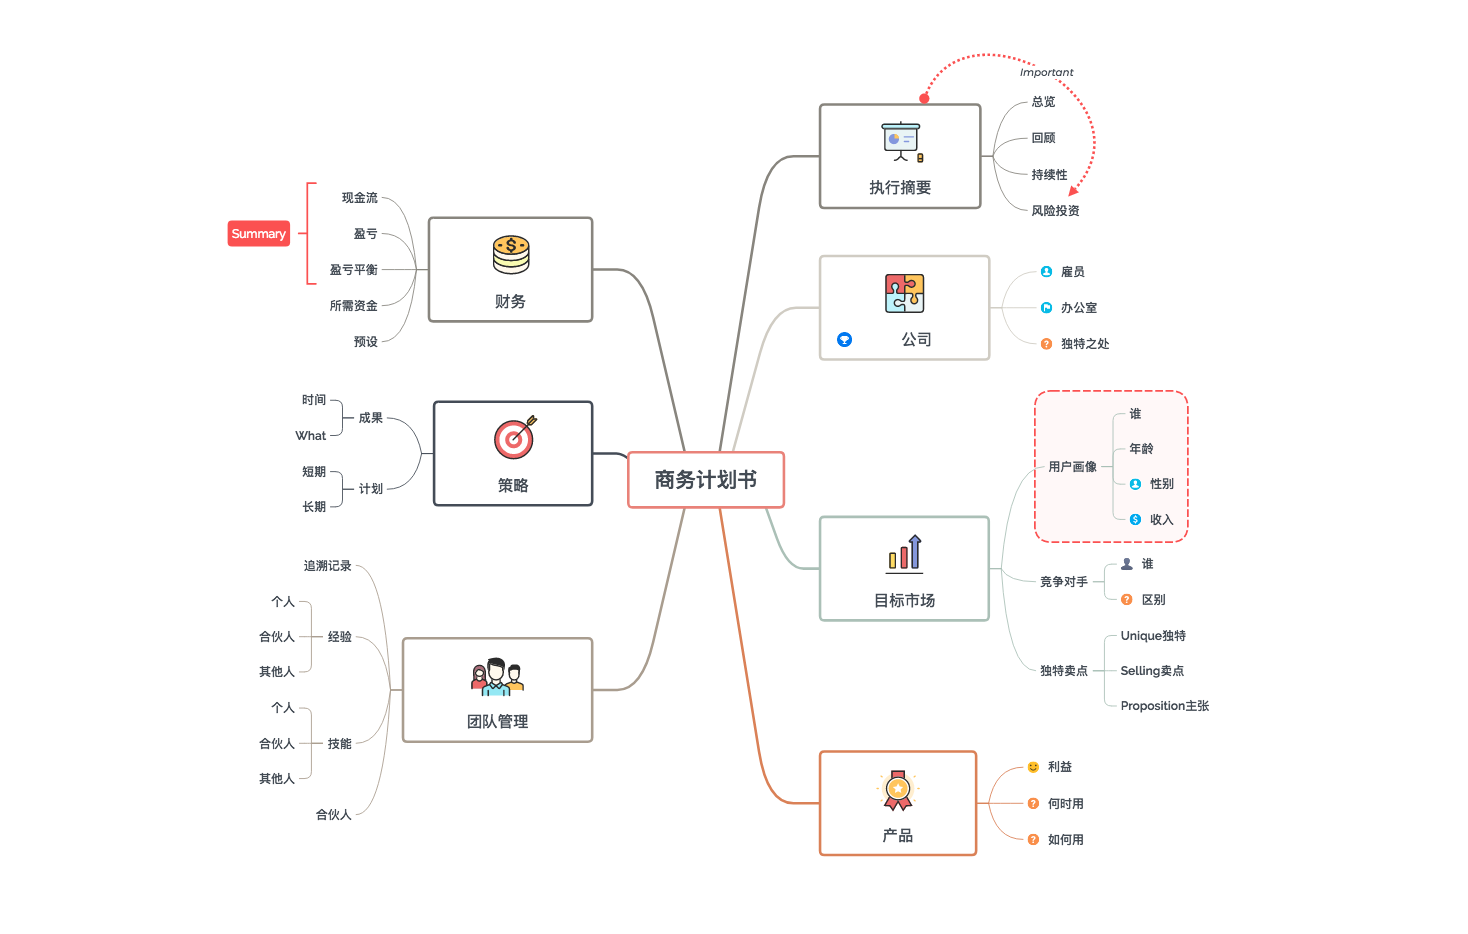 商务计划书
Important
执行摘要
总览
回顾
持续性
风险投资
公司
雇员
办公室
独特之处
目标市场
用户画像
谁
年龄
性别
收入
竞争对手
谁
区别
独特卖点
Unique独特
Selling卖点
Proposition主张
产品
利益
何时用
如何用
财务
Summary
现金流
盈亏
盈亏平衡
所需资金
预设
策略
成果
时间
What
计划
短期
长期
团队管理
追溯记录
经验
个人
合伙人
其他人
技能
个人
合伙人
其他人
合伙人